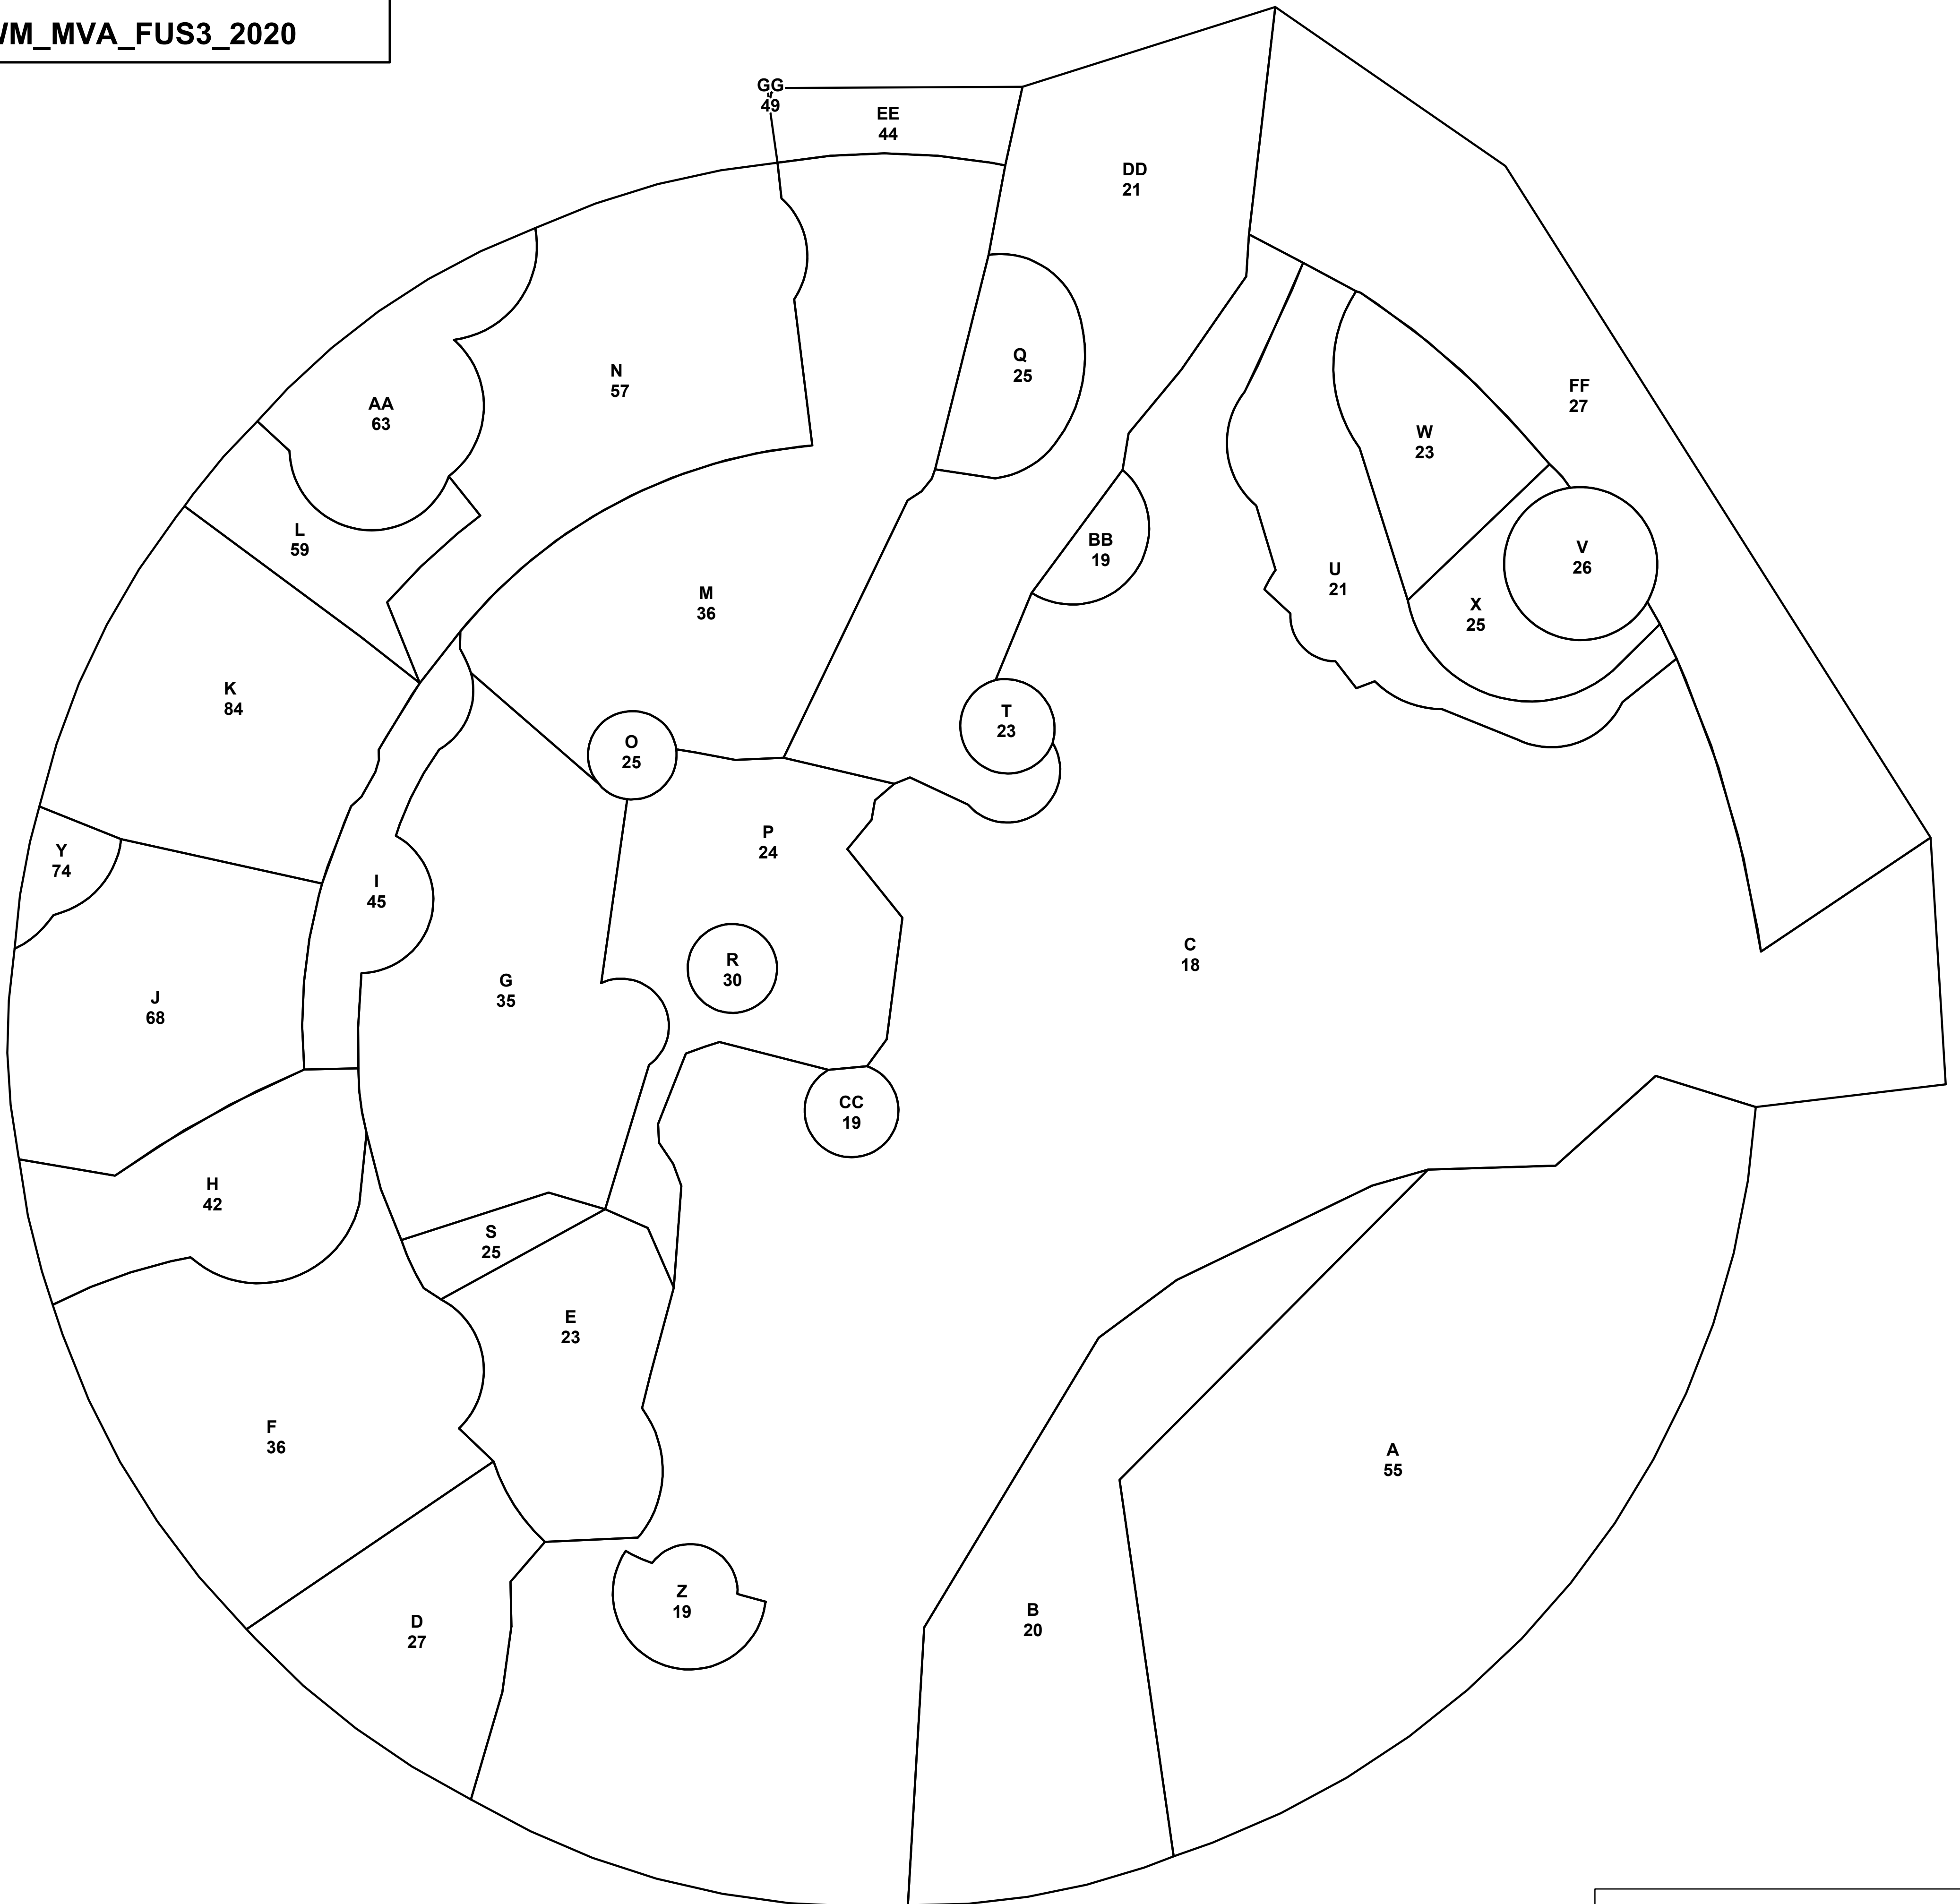 VM_MVA_FUS3_2020
GG
49
EE
44
DD
21
Q
25
N
57
FF
27
AA
63
W
23
L
59
BB
19
V
26
U
21
X
25
M
36
K
84
T
23
O
25
P
24
Y
74
I
45
C
18
R
30
G
35
J
68
CC
19
H
42
S
25
E
23
F
36
A
55
Z
19
B
20
D
27